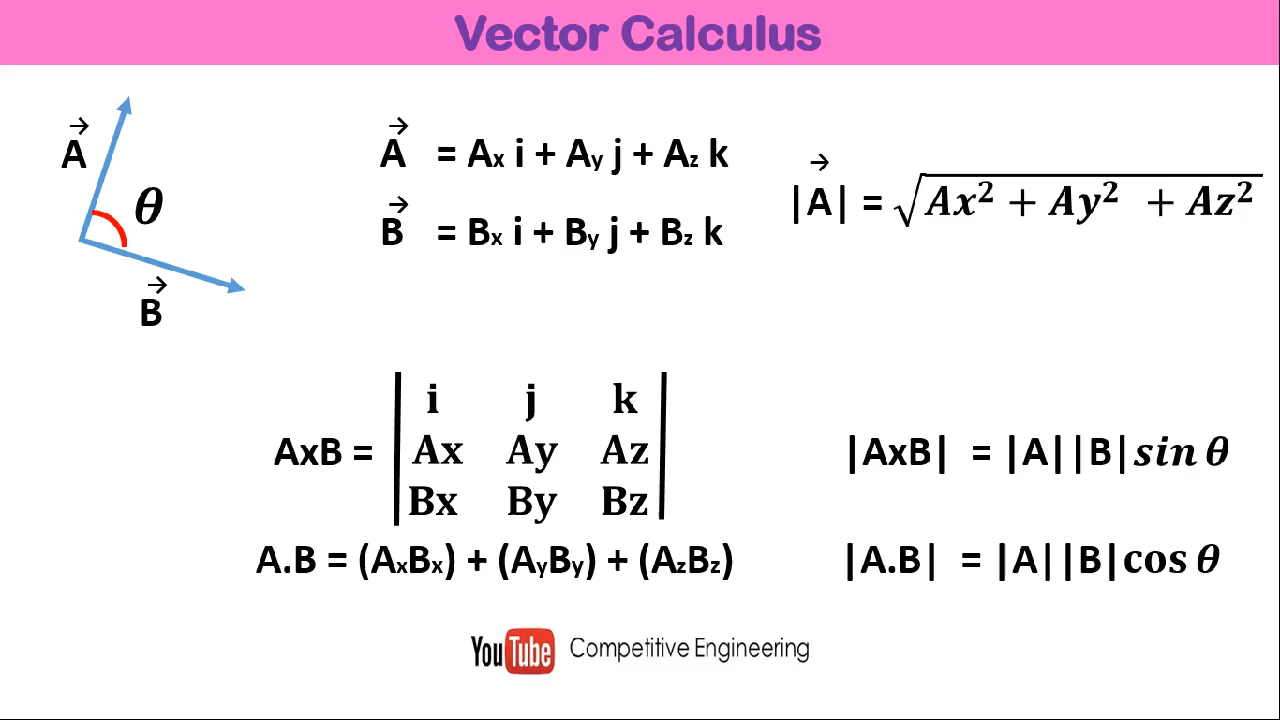 Vector Calculus
→
A
θ
→
B
→
A = Ax i + Ay j + Az k
→
B = Bx i + By j + Bz k
→
|A| = √Ax² + Ay² + Az²
AxB = | i j k |
| Ax Ay Az |
| Bx By Bz |
|AxB| = |A||B|sin θ
A.B = (AxBx) + (AyBy) + (AzBz)
|A.B| = |A||B|cos θ
YouTube Competitive Engineering